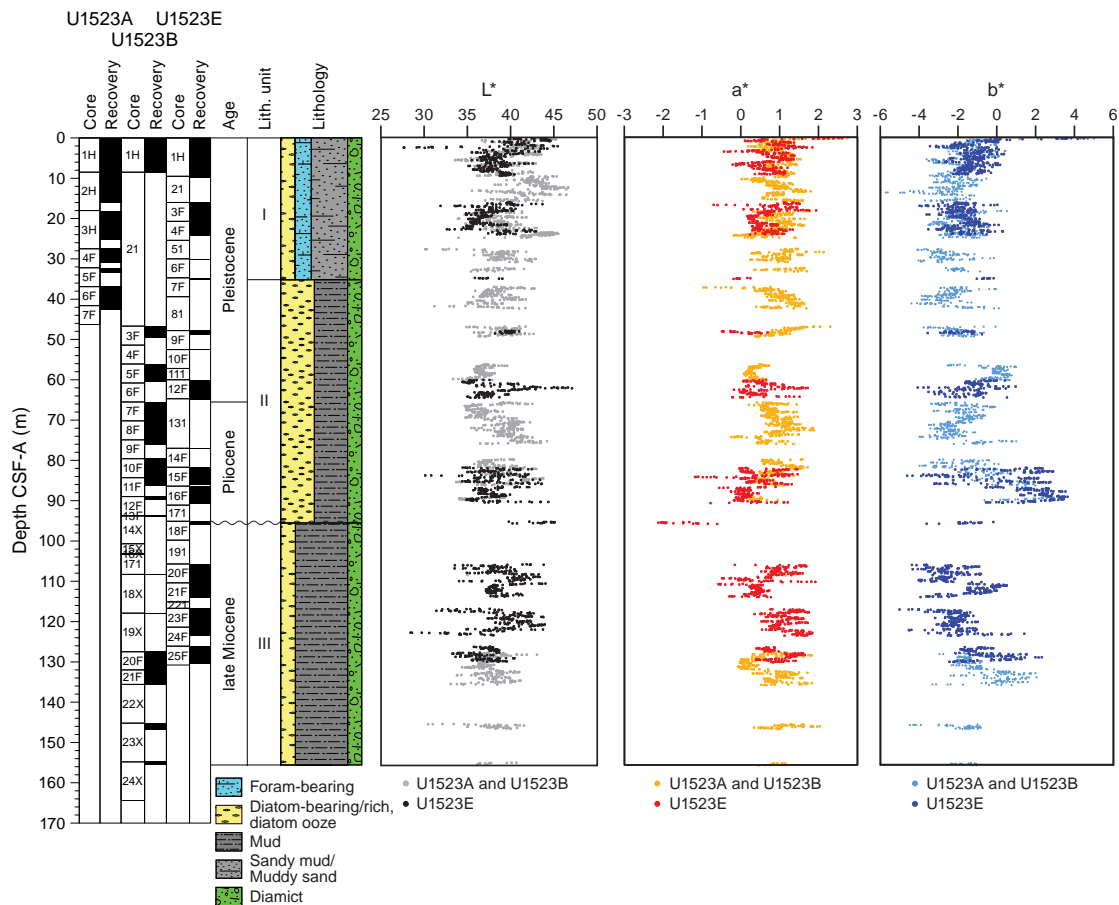 U1523A U1523E
U1523B
Core
Recovery
Core
Recovery
Core
Recovery
Age
Lith. unit
Lithology
L*
a*
b*
25 30 35 40 45 50
-3 -2 -1 0 1 2 3
-6 -4 -2 0 2 4 6
Depth CSF-A (m)
0
10
20
30
40
50
60
70
80
90
100
110
120
130
140
150
160
170
1H
2H
3H
4F
5F
6F
7F
1H
21
3F
4F
5F
6F
7F
8F
9F
10F
11F
12F
13F
14X
15X
16X
171
18X
19X
20F
21F
22X
23X
24X
1H
21
3F
4F
51
6F
7F
81
9F
10F
111
12F
131
14F
15F
16F
171
18F
191
20F
21F
221
23F
24F
25F
Pleistocene
Pliocene
late Miocene
I
II
III
Foram-bearing
Diatom-bearing/rich,
diatom ooze
Mud
Sandy mud/
Muddy sand
Diamict
U1523A and U1523B
U1523E
U1523A and U1523B
U1523E
U1523A and U1523B
U1523E